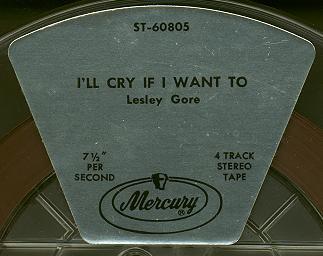 ST-60805
I'LL CRY IF I WANT TO
Lesley Gore
7½"
PER
SECOND
4 TRACK
STEREO
TAPE
Mercury®